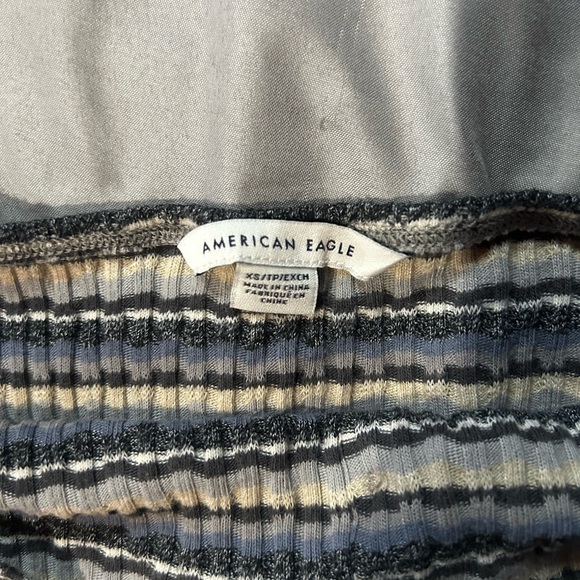 AMERICAN EAGLE
XS/TP/EXCH
MADE IN CHINA
FABRIQUÉ EN
CHINE